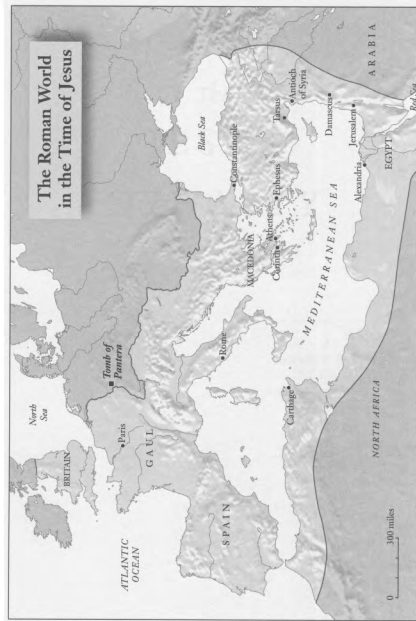 The Roman World
in the Time of Jesus
North
Sea
BRITAIN
ATLANTIC
OCEAN
Paris
GAUL
Tomb of
Pantera
SPAIN
Rome
Black Sea
Constantinople
MACEDONIA
Athens
Corinth
Ephesus
Tarsus
Antioch
of Syria
Damascus
Jerusalem
ARABIA
MEDITERRANEAN SEA
Carthage
Alexandria
EGYPT
Red Sea
NORTH AFRICA
0 300 miles